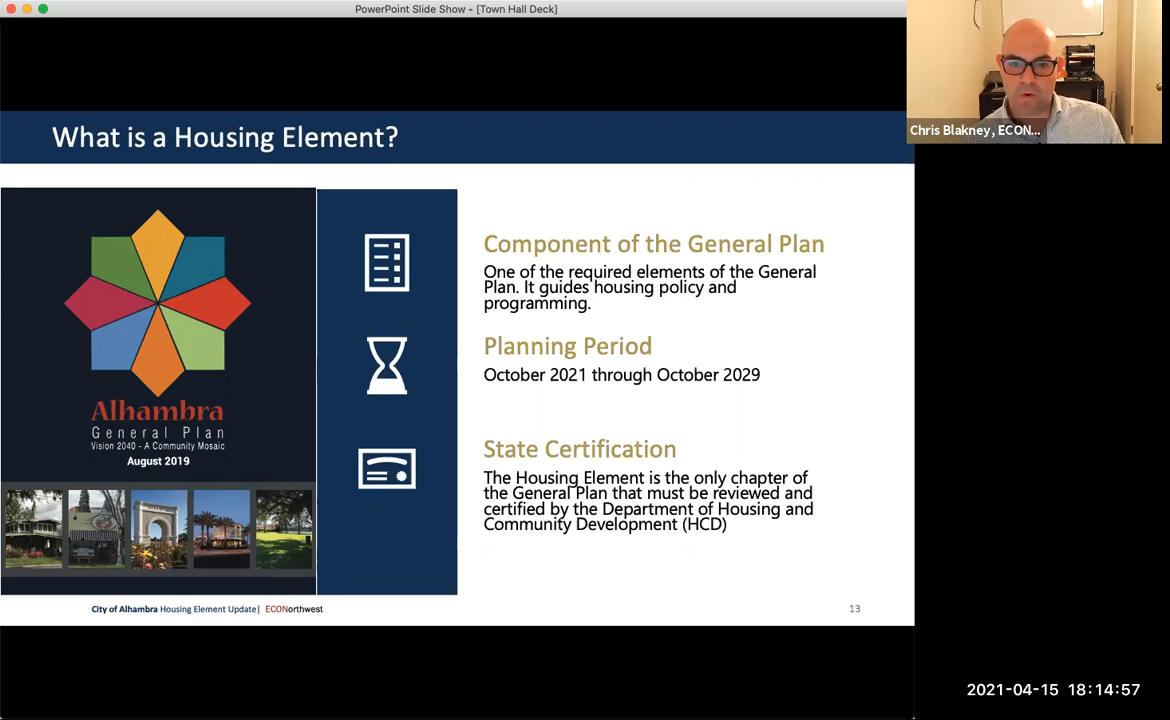 PowerPoint Slide Show - [Town Hall Deck]
Chris Blakney, ECON...
What is a Housing Element?
Component of the General Plan
One of the required elements of the General
Plan. It guides housing policy and
programming.
Planning Period
October 2021 through October 2029
State Certification
The Housing Element is the only chapter of
the General Plan that must be reviewed and
certified by the Department of Housing and
Community Development (HCD)
Alhambra
General Plan
Vision 2040 - A Community Mosaic
August 2019
City of Alhambra Housing Element Update| ECONorthwest
13
2021-04-15 18:14:57